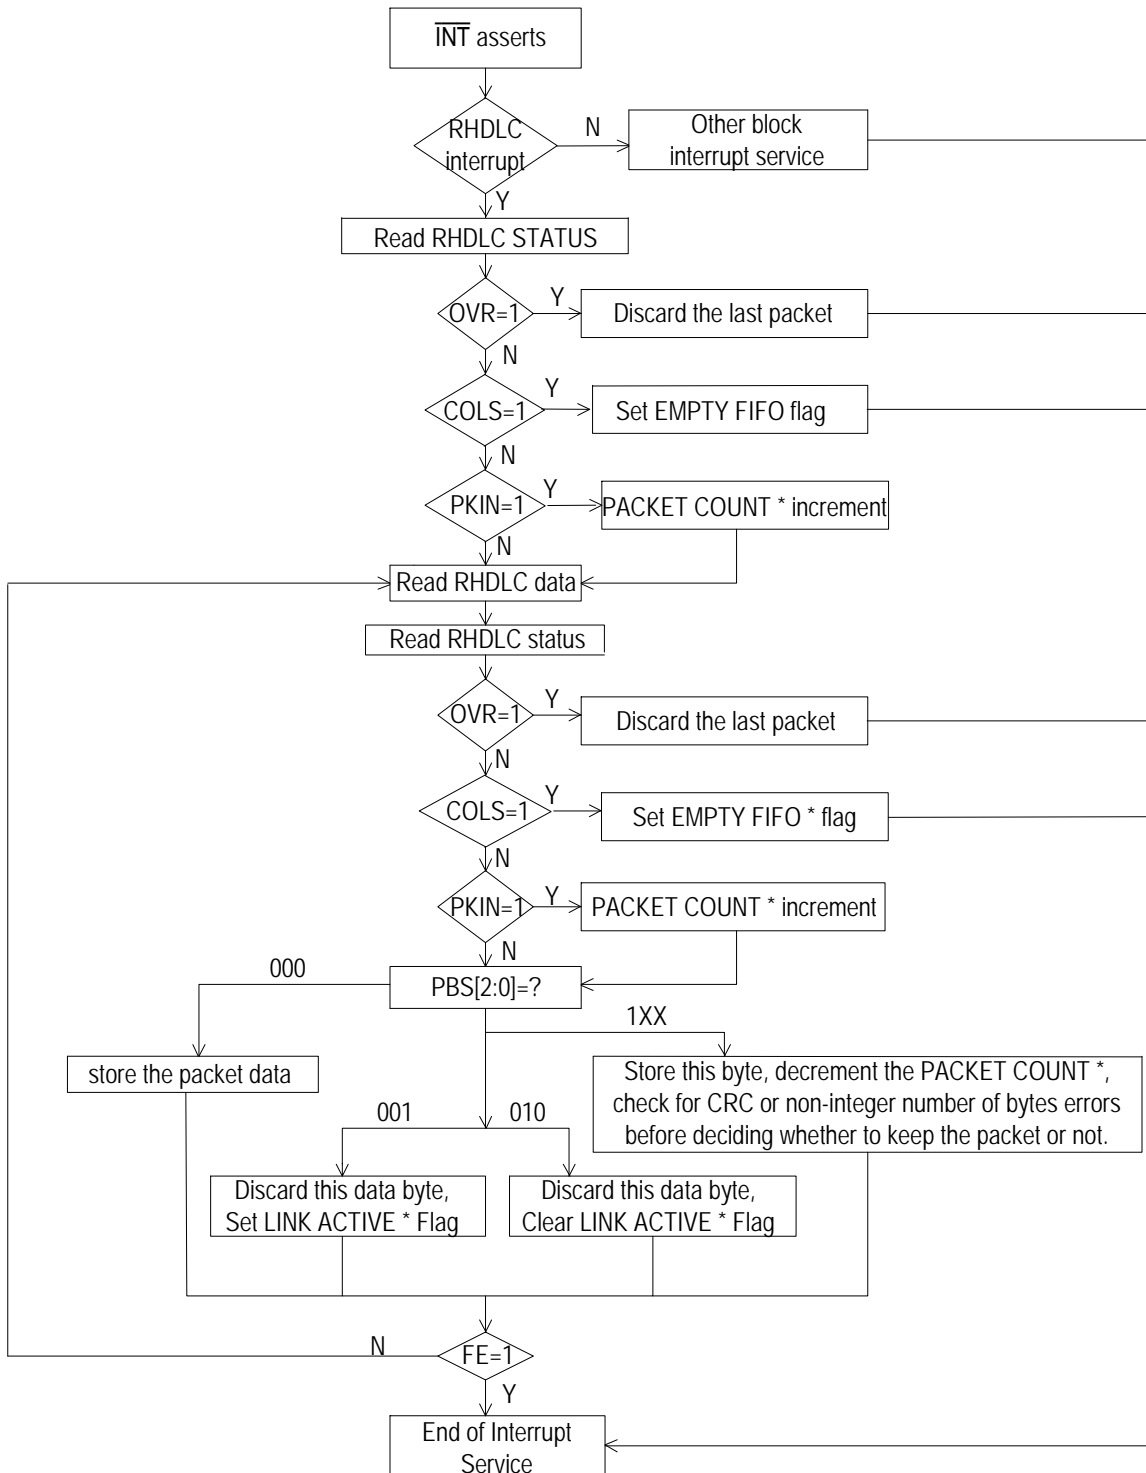 INT asserts
RHDLC
interrupt
N
Other block
interrupt service
Y
Read RHDLC STATUS
OVR=1
Y
Discard the last packet
N
COLS=1
Y
Set EMPTY FIFO flag
N
PKIN=1
Y
PACKET COUNT * increment
N
Read RHDLC data
Read RHDLC status
OVR=1
Y
Discard the last packet
N
COLS=1
Y
Set EMPTY FIFO * flag
N
PKIN=1
Y
PACKET COUNT * increment
N
000
PBS[2:0]=?
1XX
store the packet data
Store this byte, decrement the PACKET COUNT *,
check for CRC or non-integer number of bytes errors
before deciding whether to keep the packet or not.
001
010
Discard this data byte,
Set LINK ACTIVE * Flag
Discard this data byte,
Clear LINK ACTIVE * Flag
N
FE=1
Y
End of Interrupt
Service